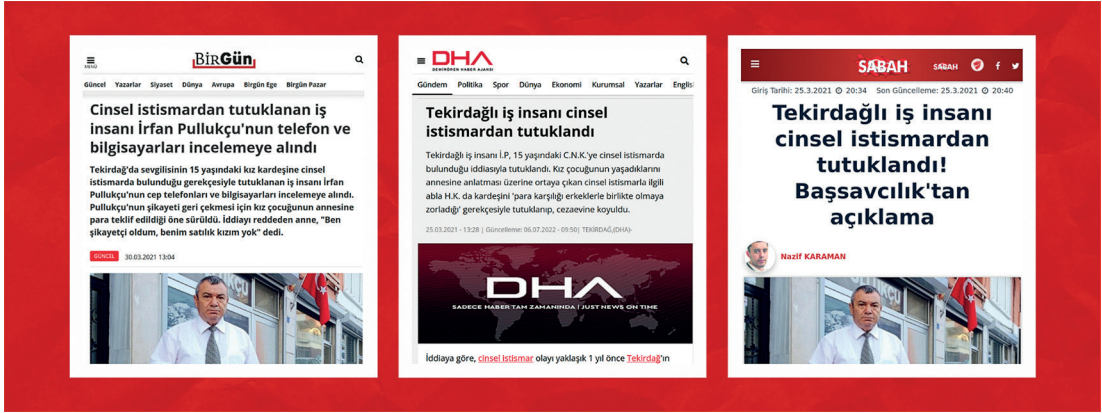 MENÜ
BİRGün
Güncel Yazarlar Siyaset Dünya Avrupa Birgün Ege Birgün Pazar
Cinsel istismardan tutuklanan iş
insanı İrfan Pullukçu'nun telefon ve
bilgisayarları incelemeye alındı
Tekirdağ'da sevgilisinin 15 yaşındaki kız kardeşine cinsel
istismarda bulunduğu gerekçesiyle tutuklanan iş insanı İrfan
Pullukçu'nun cep telefonları ve bilgisayarları incelemeye alındı.
Pullukçu'nun şikayeti geri çekmesi için kız çocuğunun annesine
para teklif edildiği öne sürüldü. İddiayı reddeden anne, "Ben
şikayetçi oldum, benim satılık kızım yok" dedi.
GÜNCEL 30.03.2021 13:04
DHA
DEMİRÖREN HABER AJANSI
Gündem Politika Spor Dünya Ekonomi Kurumsal Yazarlar Englis
Tekirdağlı iş insanı cinsel
istismardan tutuklandı
Tekirdağlı iş insanı İ.P, 15 yaşındaki C.N.K.'ye cinsel istismarda
bulunduğu iddiasıyla tutuklandı. Kız çocuğunun yaşadıklarını
annesine anlatması üzerine ortaya çıkan cinsel istismarla ilgili
abla H.K. da kardeşini 'para karşılığı erkeklerle birlikte olmaya
zorladığı' gerekçesiyle tutuklanıp, cezaevine koyuldu.
25.03.2021 - 13:28 | Güncelleme: 06.07.2022 - 09:50| TEKİRDAĞ,(DHA)-
DHA
SADECE HABER TAM ZAMANINDA | JUST NEWS ON TIME
İddiaya göre, cinsel istismar olayı yaklaşık 1 yıl önce Tekirdağ'ın
SABAH SABAH
Giriş Tarihi: 25.3.2021 20:34 Son Güncelleme: 25.3.2021 20:40
Tekirdağlı iş insanı
cinsel istismardan
tutuklandı!
Başsavcılık'tan
açıklama
Nazif KARAMAN